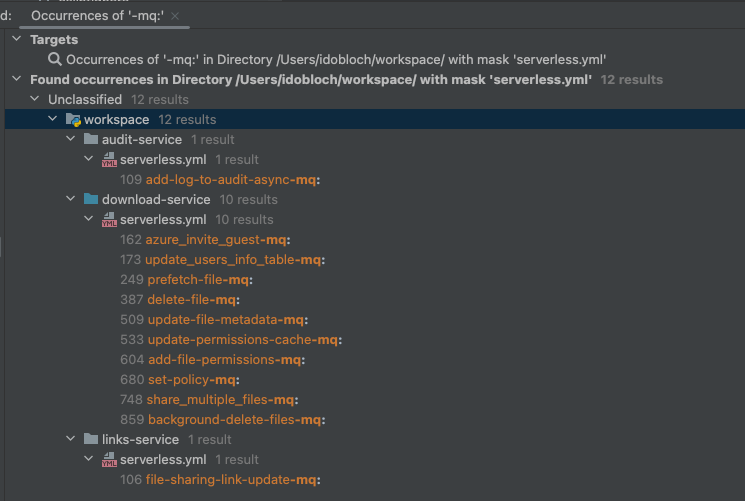 d: Occurrences of '-mq:' ×
Targets
Occurrences of '-mq:' in Directory /Users/idobloch/workspace/ with mask 'serverless.yml'
Found occurrences in Directory /Users/idobloch/workspace/ with mask 'serverless.yml' 12 results
Unclassified 12 results
workspace 12 results
audit-service 1 result
YML serverless.yml 1 result
109 add-log-to-audit-async-mq:
download-service 10 results
YML serverless.yml 10 results
162 azure_invite_guest-mq:
173 update_users_info_table-mq:
249 prefetch-file-mq:
387 delete-file-mq:
509 update-file-metadata-mq:
533 update-permissions-cache-mq:
604 add-file-permissions-mq:
680 set-policy-mq:
748 share_multiple_files-mq:
859 background-delete-files-mq:
links-service 1 result
YML serverless.yml 1 result
106 file-sharing-link-update-mq: